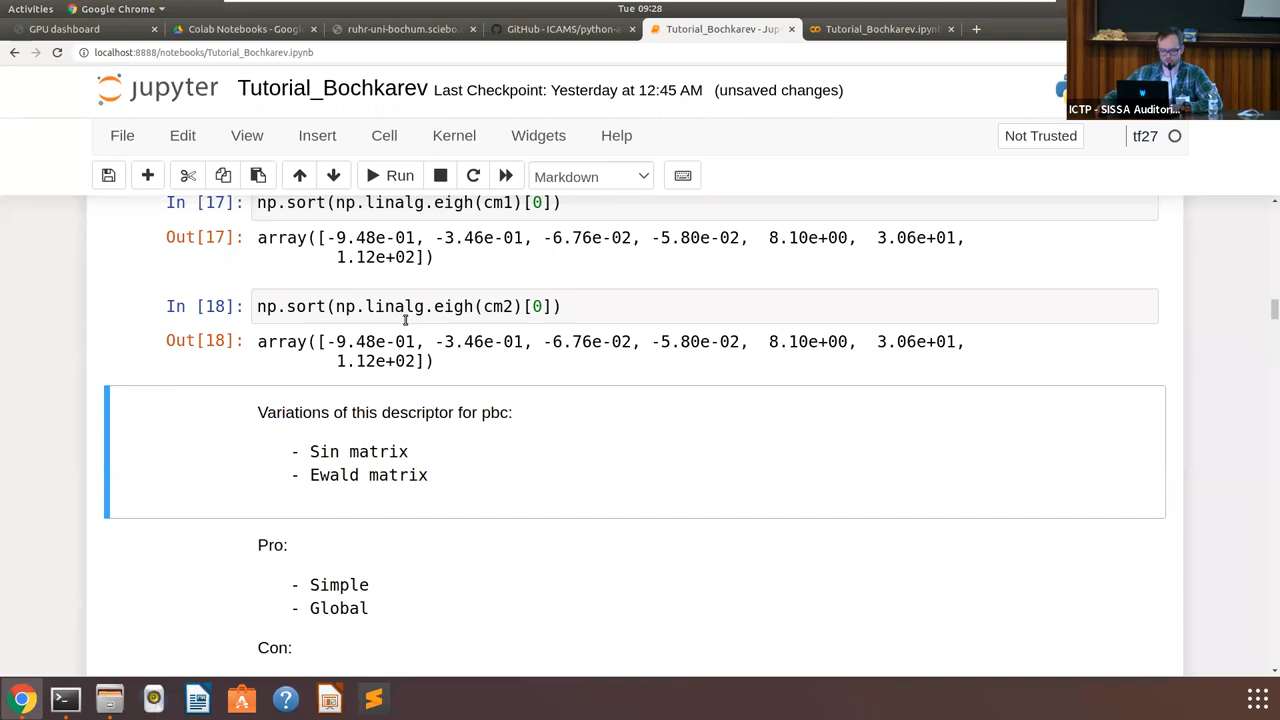 Activities
Google Chrome
Tue 09:28
GPU dashboard
Colab Notebooks - Google
ruhr-uni-bochum.sciebo.
GitHub - ICAMS/python-a
Tutorial_Bochkarev - Jup
Tutorial_Bochkarev.ipynb
localhost:8888/notebooks/Tutorial_Bochkarev.ipynb
jupyter
Tutorial_Bochkarev Last Checkpoint: Yesterday at 12:45 AM (unsaved changes)
ICTP - SISSA Auditori...
File Edit View Insert Cell Kernel Widgets Help
Not Trusted
tf27
Run
Markdown
In [17]: np.sort(np.linalg.eigh(cm1)[0])
Out[17]: array([-9.48e-01, -3.46e-01, -6.76e-02, -5.80e-02, 8.10e+00, 3.06e+01,
1.12e+02])
In [18]: np.sort(np.linalg.eigh(cm2)[0])
Out[18]: array([-9.48e-01, -3.46e-01, -6.76e-02, -5.80e-02, 8.10e+00, 3.06e+01,
1.12e+02])
Variations of this descriptor for pbc:
- Sin matrix
- Ewald matrix
Pro:
- Simple
- Global
Con: